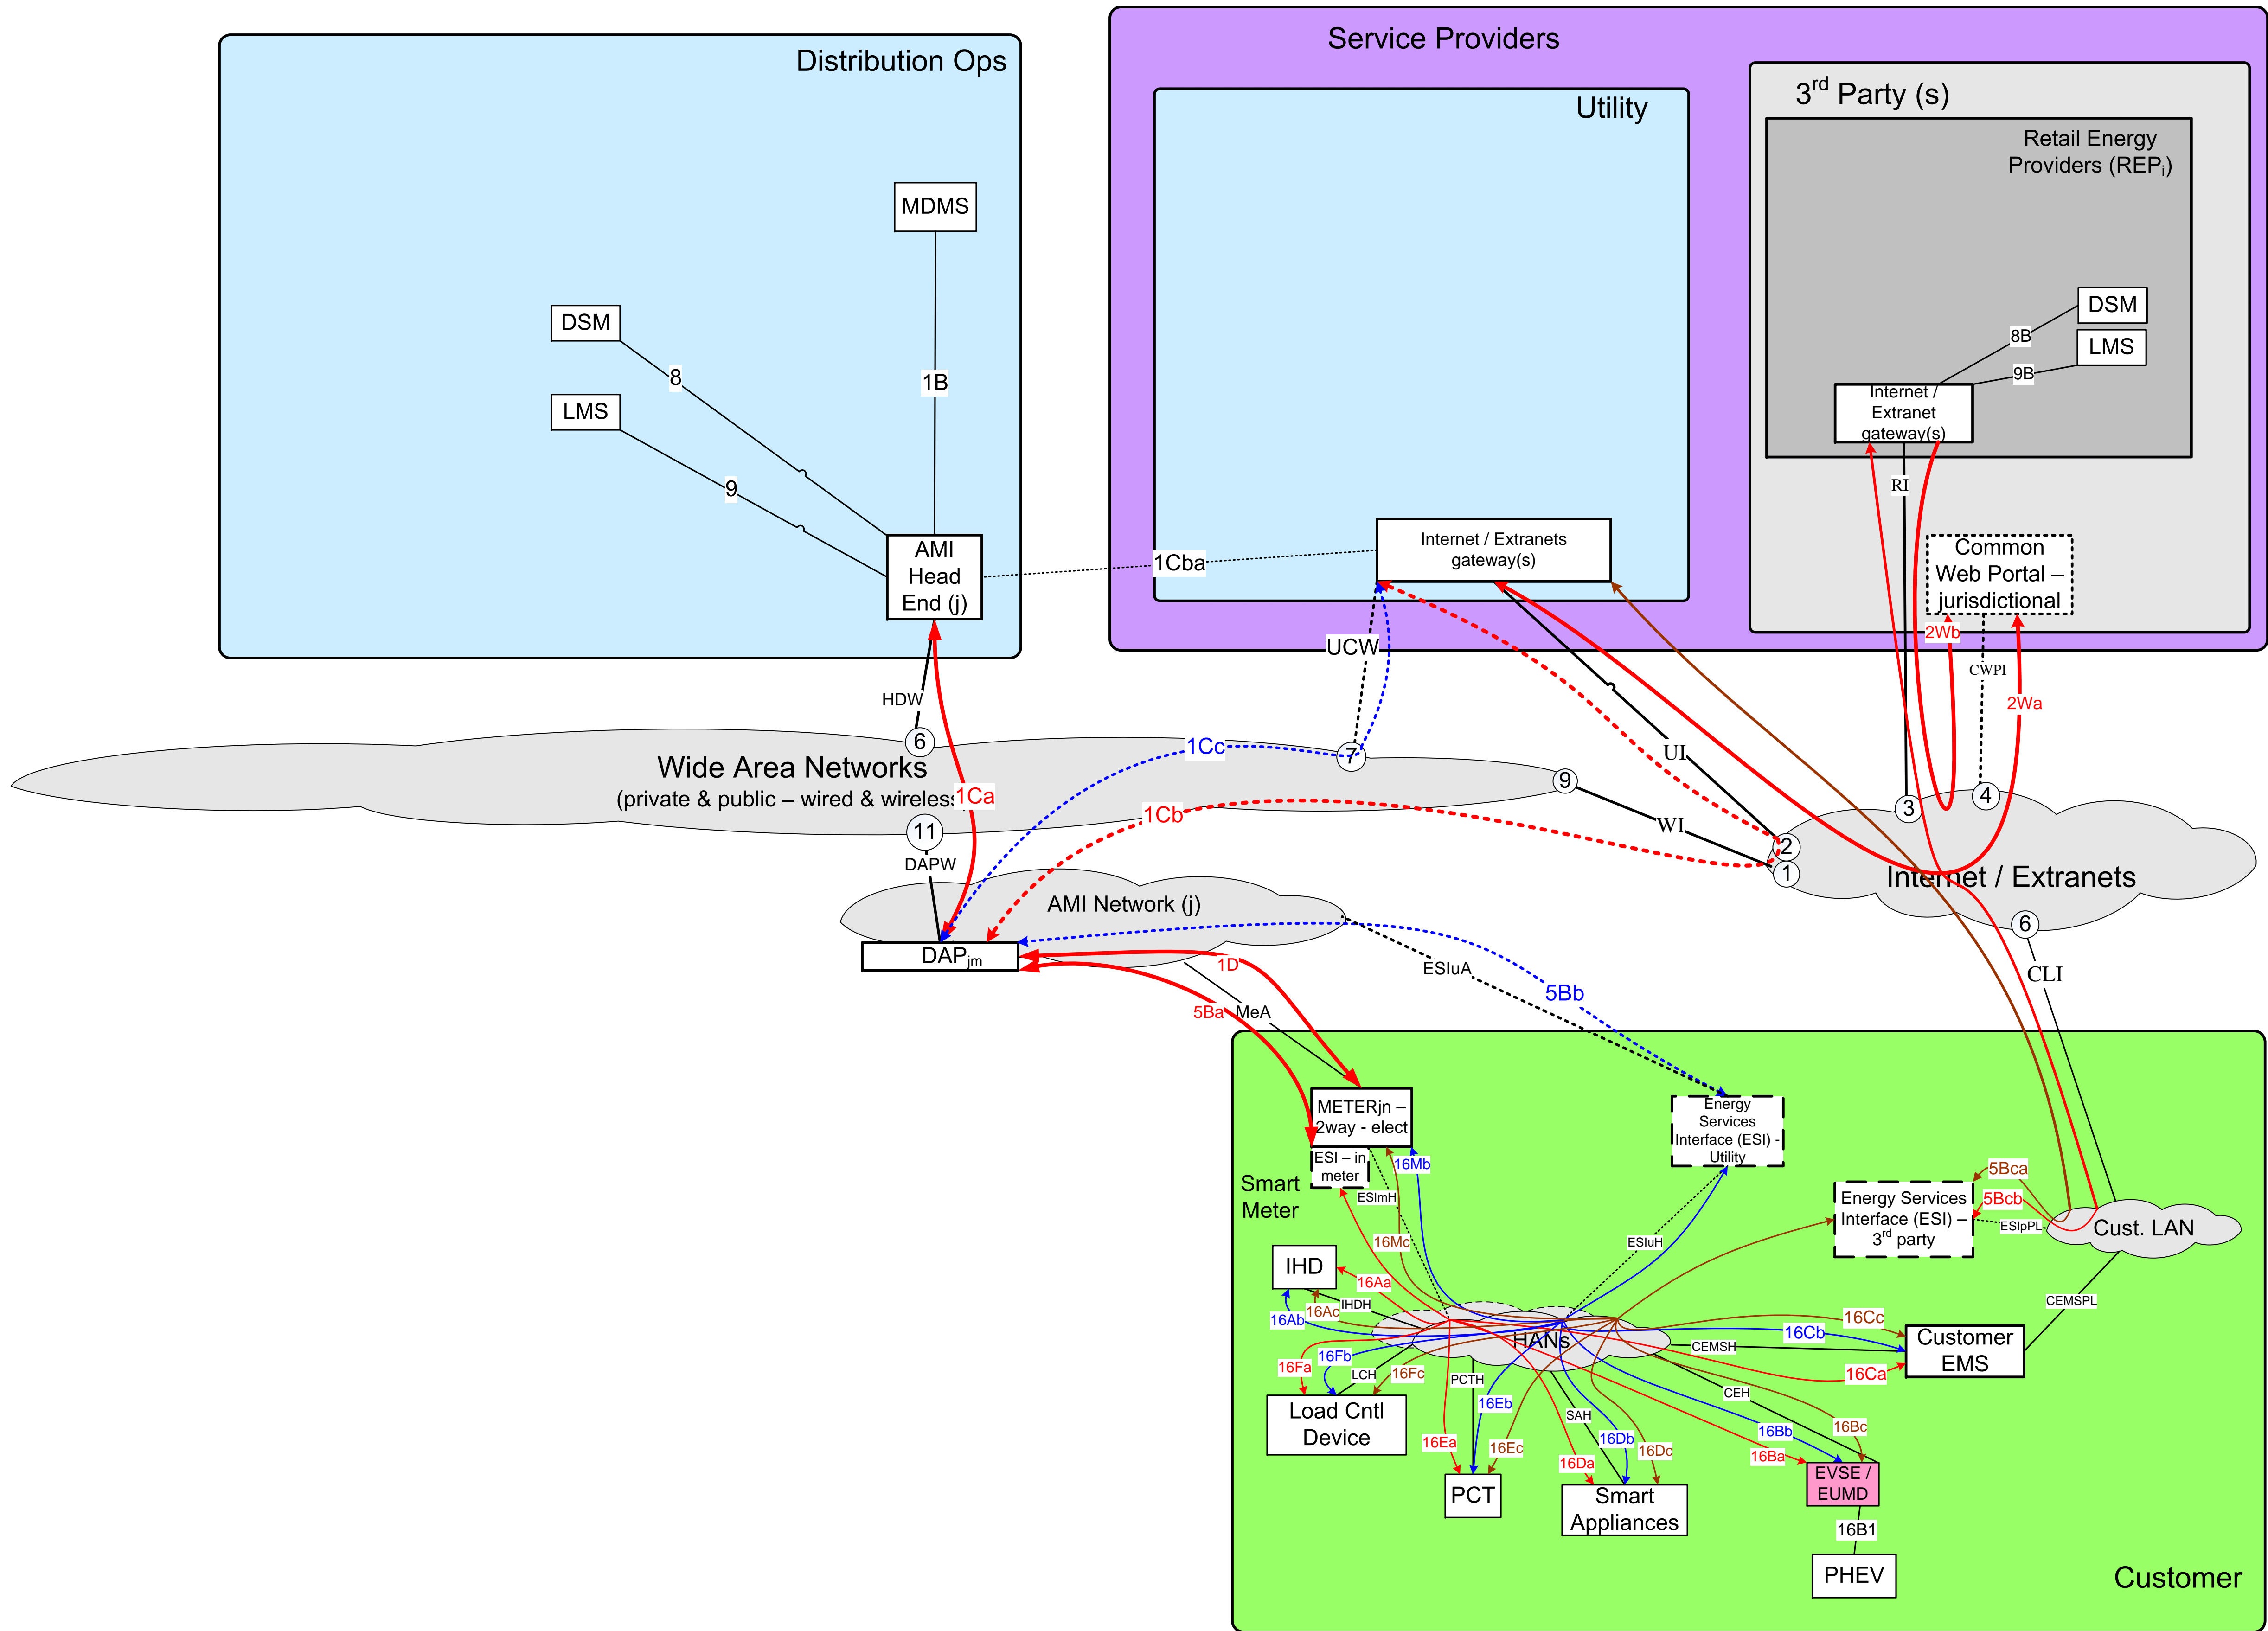 Distribution Ops
MDMS
DSM
8
1B
LMS
9
AMI
Head
End (j)
1Cba
Service Providers
Utility
Internet / Extranets
gateway(s)
3rd Party (s)
Retail Energy
Providers (REPi)
DSM
8B
LMS
9B
Internet /
Extranet
gateway(s)
RI
Common
Web Portal –
jurisdictional
2Wb
CWPI
2Wa
UCW
HDW
6
Wide Area Networks
(private & public – wired & wireless
1Ca
1Cc
7
9
UI
1Cb
WI
11
DAPW
3
4
2
1
Internet / Extranets
6
CLI
AMI Network (j)
DAPjm
1D
5Ba
MeA
ESIuA
5Bb
METERjn –
2way - elect
ESI – in
meter
Smart
Meter
16Mb
ESImH
16Mc
Energy
Services
Interface (ESI) -
Utility
ESIuH
Energy Services
Interface (ESI) –
3rd party
5Bca
5Bcb
ESIpPL
Cust. LAN
CEMSPL
IHD
16Aa
IHDH
16Ac
16Ab
HANs
16Cc
16Cb
CEMSH
16Ca
Customer
EMS
16Fa
16Fb
LCH
16Fc
Load Cntl
Device
PCTH
16Eb
16Ea
16Ec
PCT
SAH
16Da
16Db
16Dc
Smart
Appliances
CEH
16Bb
16Ba
16Bc
EVSE /
EUMD
16B1
PHEV
Customer